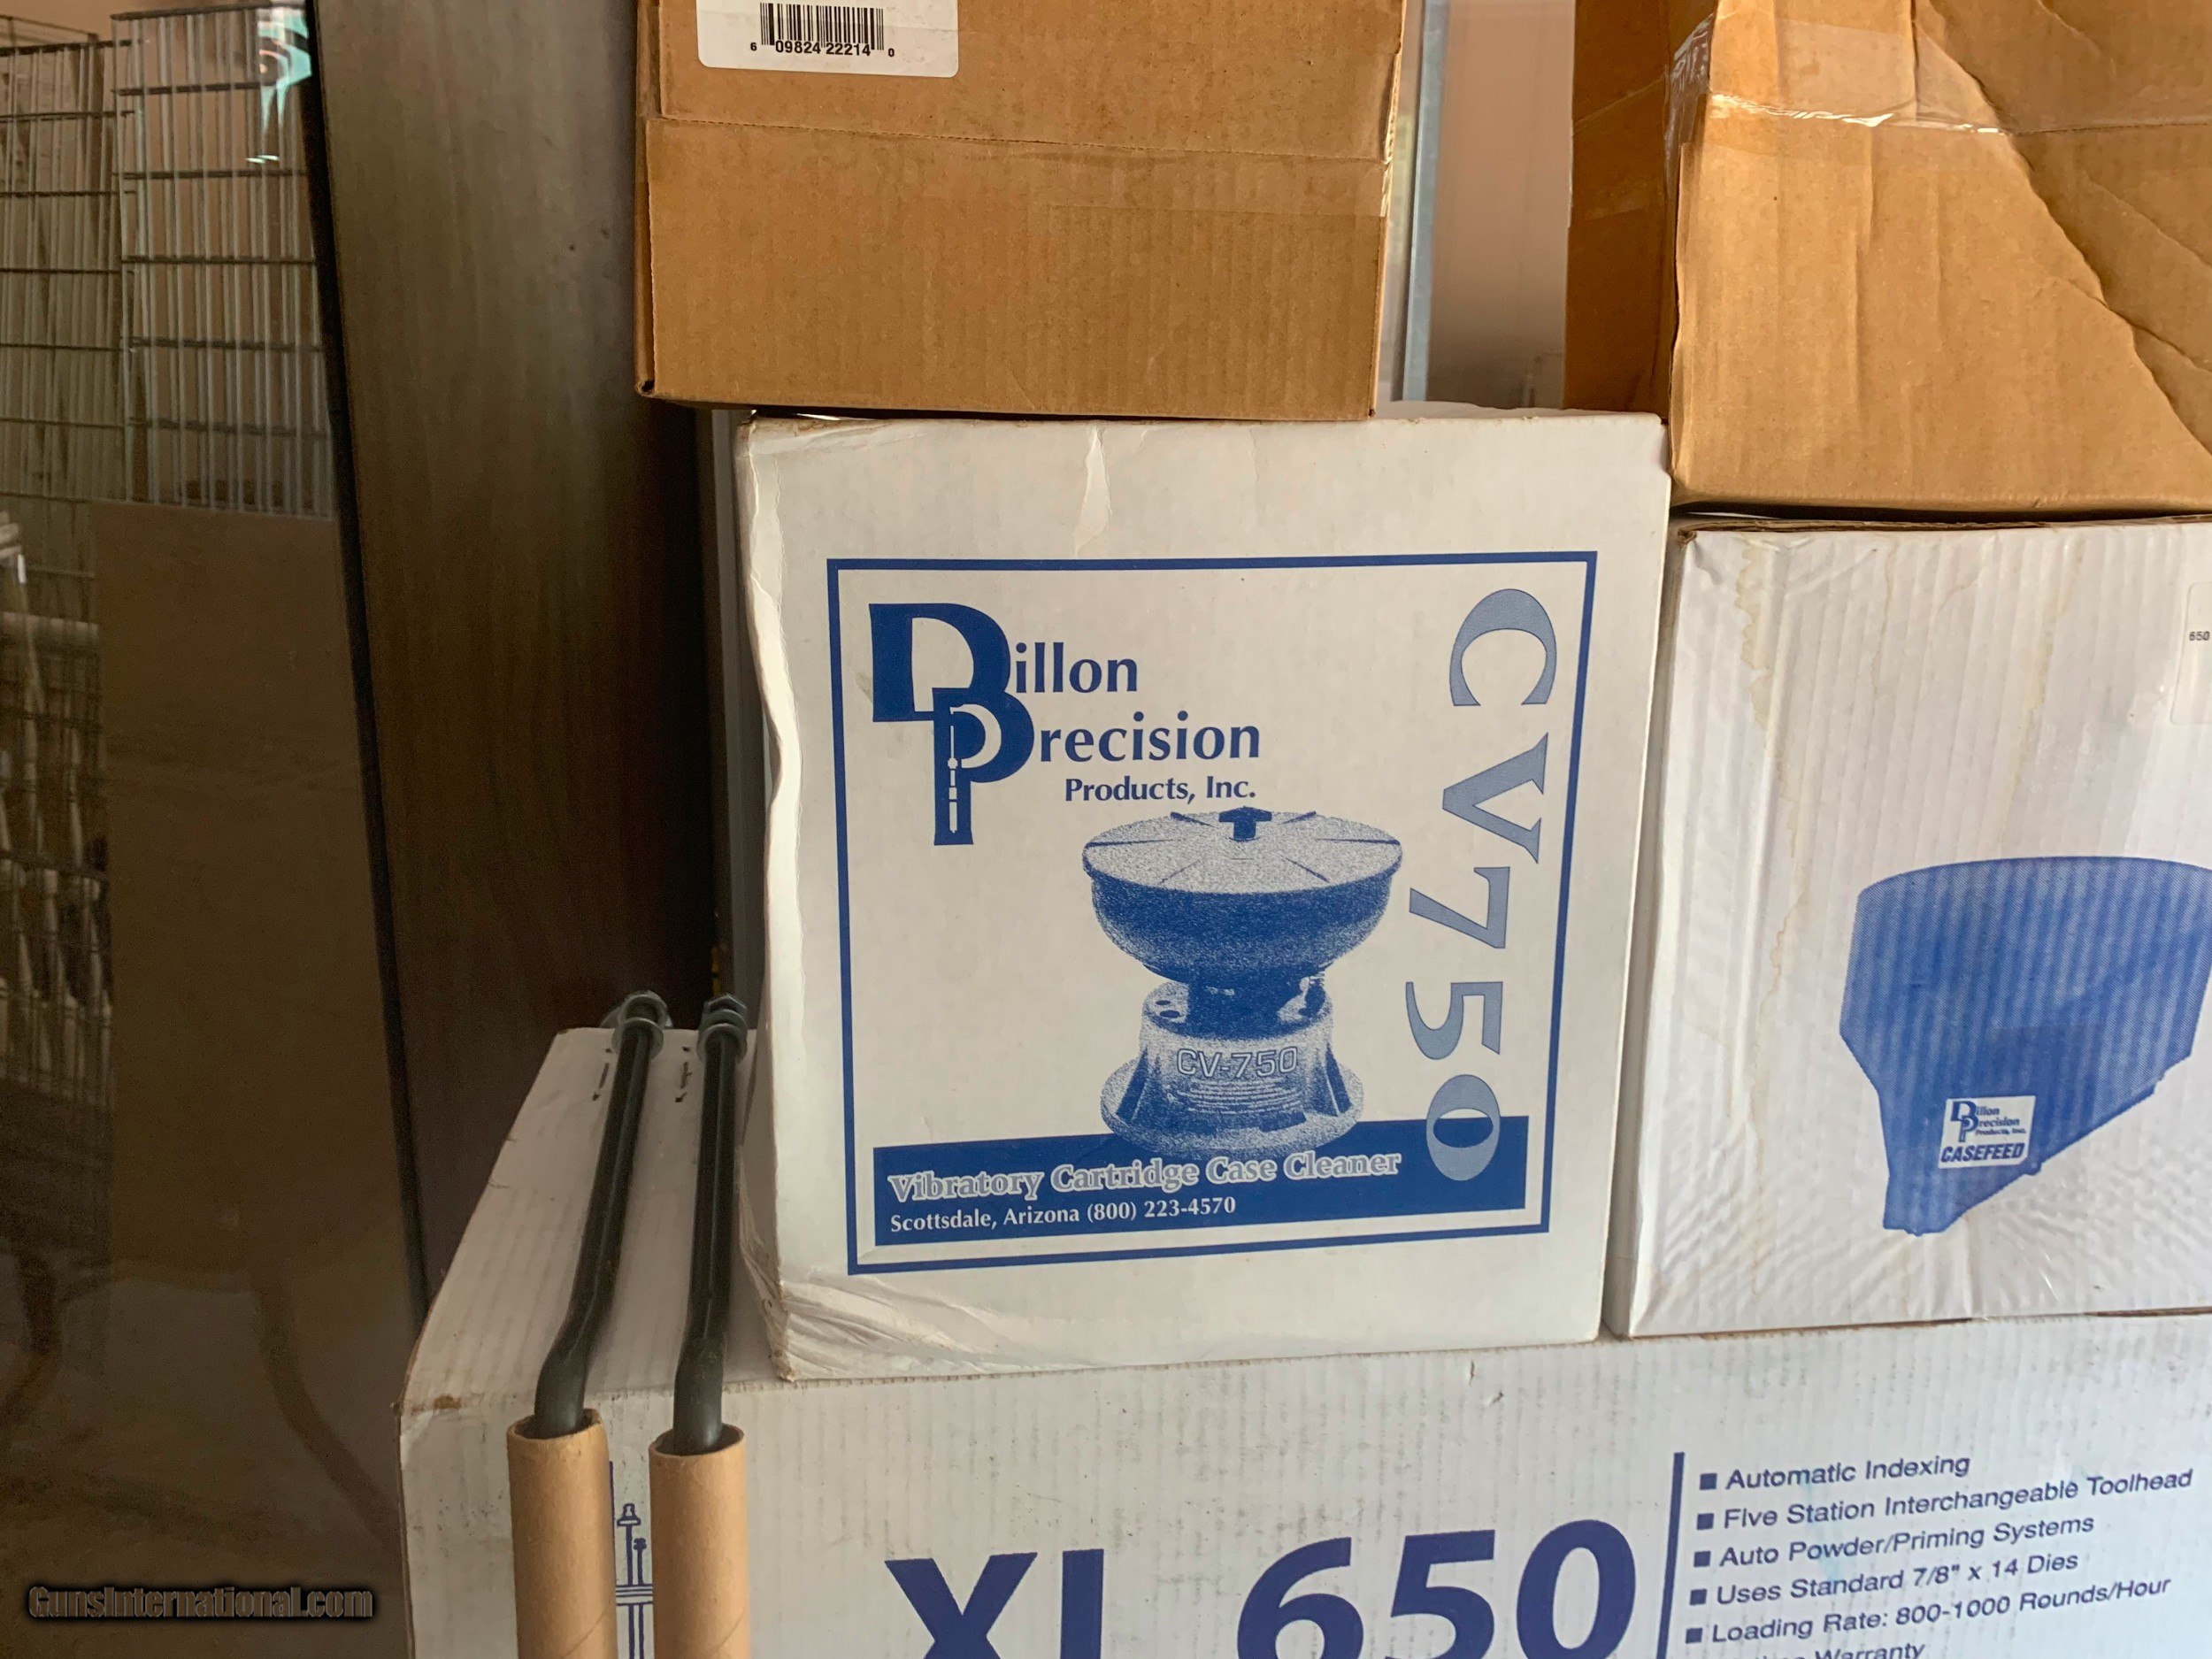 6 09824 22214 0
Dillon
Precision
Products, Inc.
CV750
CV-750
Vibratory Cartridge Case Cleaner
Scottsdale, Arizona (800) 223-4570
650
Dillon
Precision
Products, Inc.
CASEFEED
XL 650
■ Automatic Indexing
■ Five Station Interchangeable Toolhead
■ Auto Powder/Priming Systems
■ Uses Standard 7/8" x 14 Dies
■ Loading Rate: 800-1000 Rounds/Hour
Warranty
GunsInternational.com